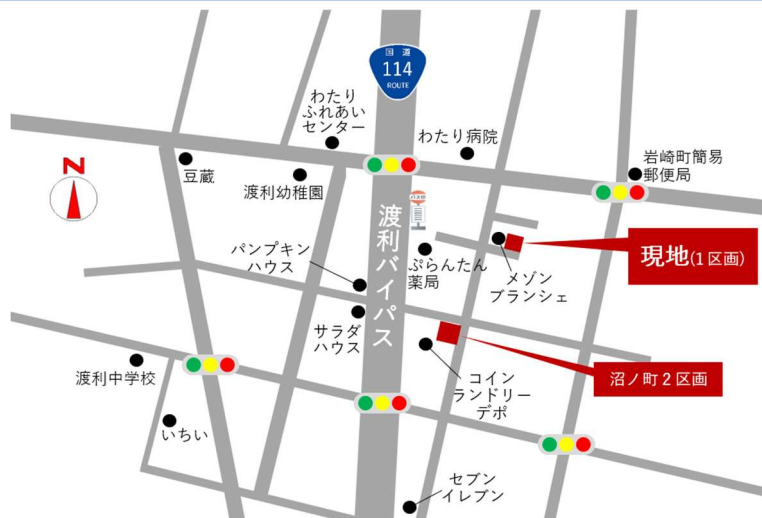 国 道
114
ROUTE
わたり
ふれあい
センター
わたり病院
岩崎町簡易
郵便局
豆蔵
渡利幼稚園
N
バス停
渡利バイパス
現地(1区画)
パンプキン
ハウス
ぷらんたん
薬局
メゾン
ブランシェ
サラダ
ハウス
コイン
ランドリー
デポ
沼ノ町2区画
渡利中学校
いちい
セブン
イレブン